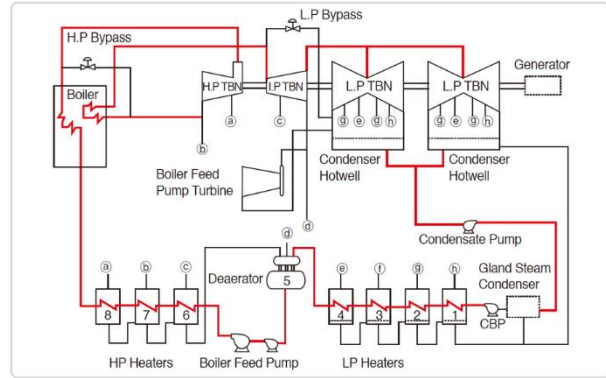 H.P Bypass
L.P Bypass
Generator
Boiler
H.P TBN
I.P TBN
L.P TBN
L.P TBN
ⓐ
ⓒ
ⓖ ⓔ ⓖ ⓗ
ⓖ ⓔ ⓖ ⓗ
ⓑ
Condenser
Hotwell
Condenser
Hotwell
Boiler Feed
Pump Turbine
ⓓ
Condensate Pump
ⓓ
Gland Steam
Condenser
ⓐ
ⓑ
ⓒ
Deaerator
5
ⓔ
ⓕ
ⓖ
ⓗ
8
7
6
4
3
2
1
CBP
HP Heaters
Boiler Feed Pump
LP Heaters